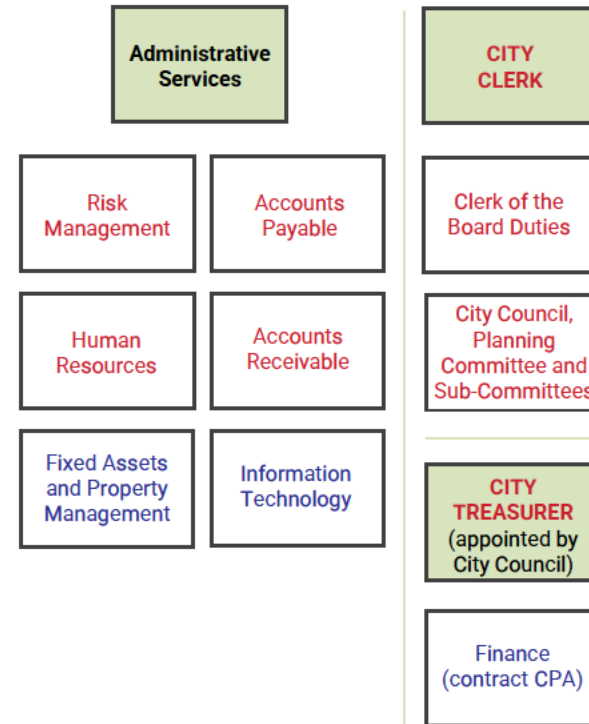 Administrative
Services
Risk
Management
Accounts
Payable
Human
Resources
Accounts
Receivable
Fixed Assets
and Property
Management
Information
Technology
CITY
CLERK
Clerk of the
Board Duties
City Council,
Planning
Committee and
Sub-Committees
CITY
TREASURER
(appointed by
City Council)
Finance
(contract CPA)